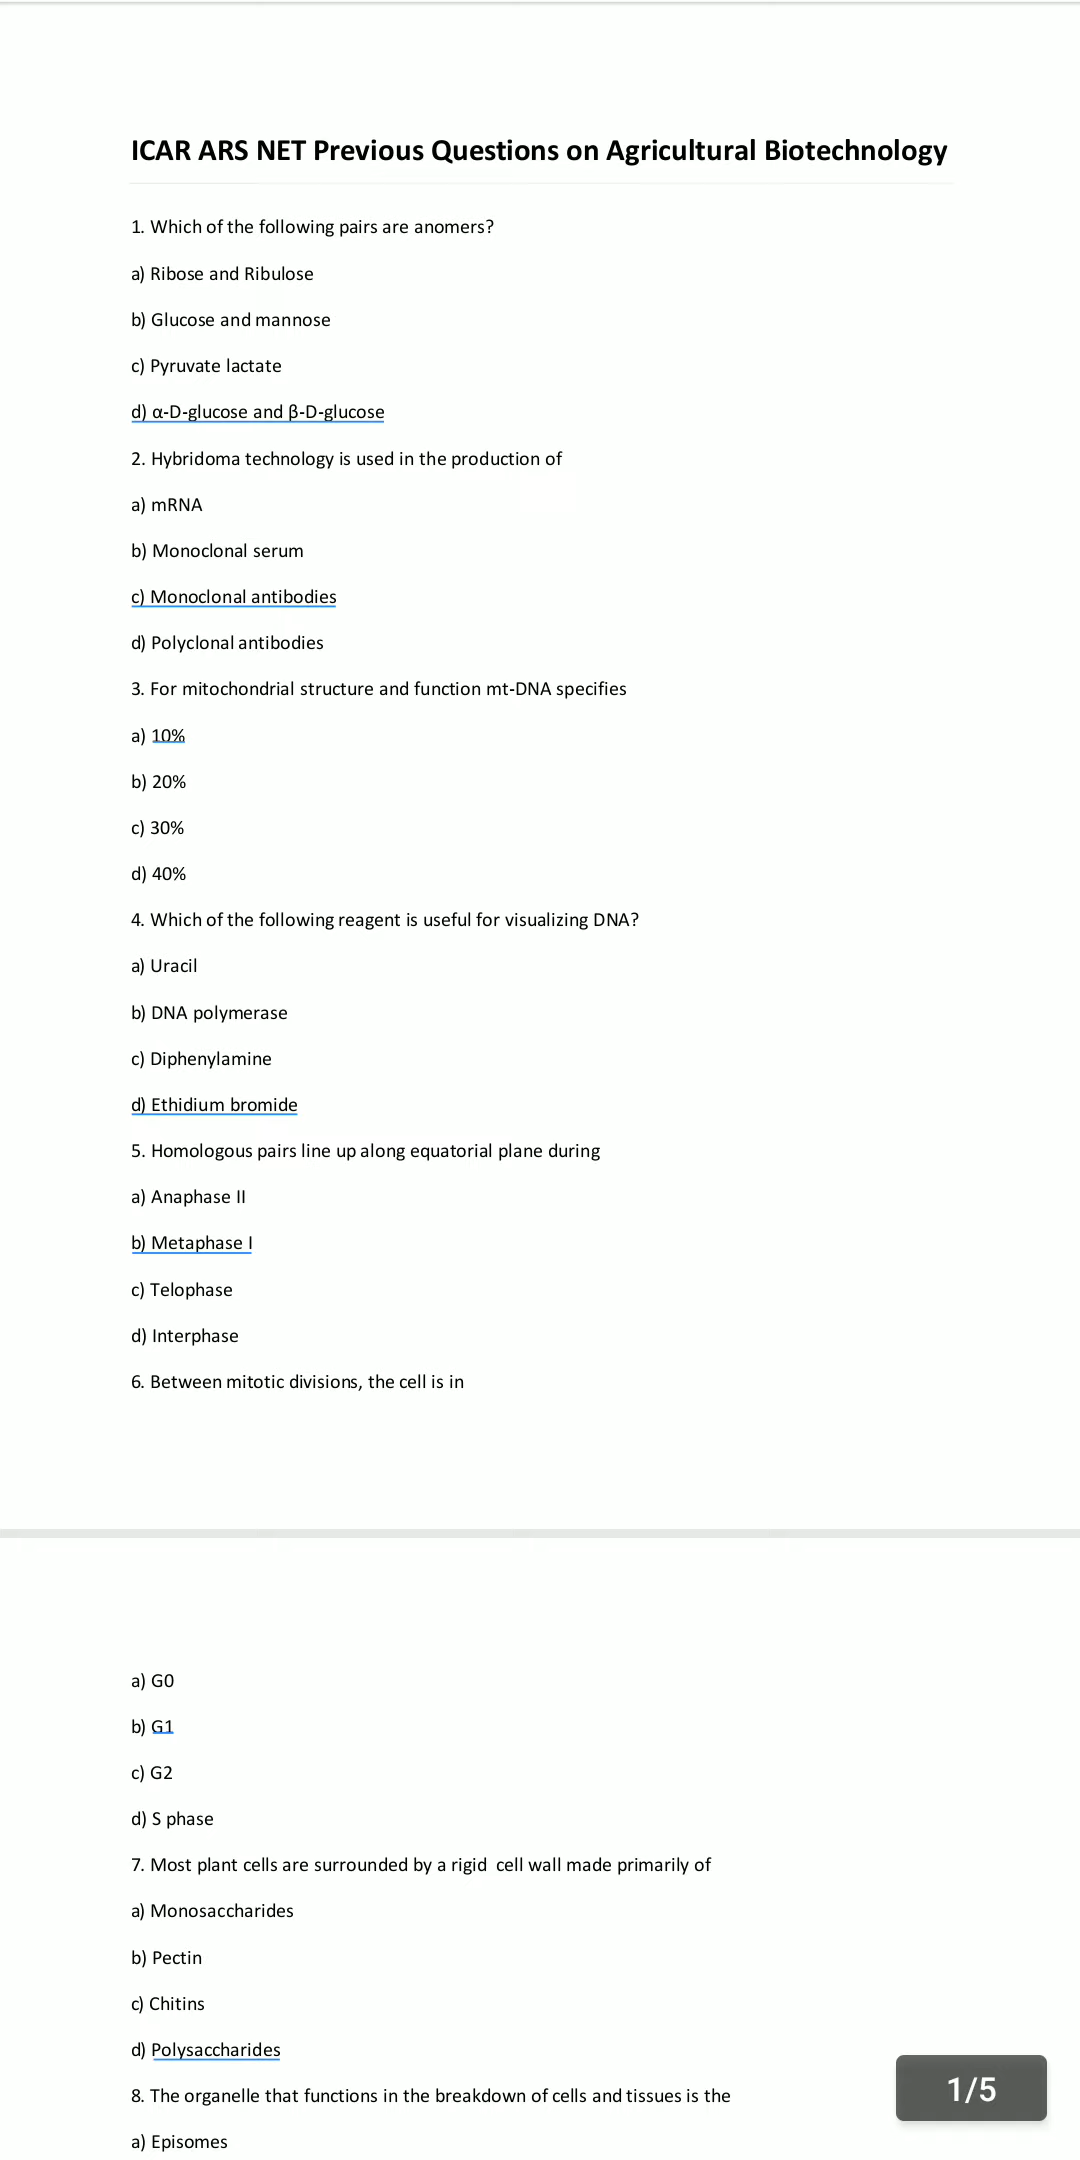 ICAR ARS NET Previous Questions on Agricultural Biotechnology
1. Which of the following pairs are anomers?
a) Ribose and Ribulose
b) Glucose and mannose
c) Pyruvate lactate
d) α-D-glucose and β-D-glucose
2. Hybridoma technology is used in the production of
a) mRNA
b) Monoclonal serum
c) Monoclonal antibodies
d) Polyclonal antibodies
3. For mitochondrial structure and function mt-DNA specifies
a) 10%
b) 20%
c) 30%
d) 40%
4. Which of the following reagent is useful for visualizing DNA?
a) Uracil
b) DNA polymerase
c) Diphenylamine
d) Ethidium bromide
5. Homologous pairs line up along equatorial plane during
a) Anaphase II
b) Metaphase I
c) Telophase
d) Interphase
6. Between mitotic divisions, the cell is in
a) G0
b) G1
c) G2
d) S phase
7. Most plant cells are surrounded by a rigid  cell wall made primarily of
a) Monosaccharides
b) Pectin
c) Chitins
d) Polysaccharides
8. The organelle that functions in the breakdown of cells and tissues is the
a) Episomes
1/5